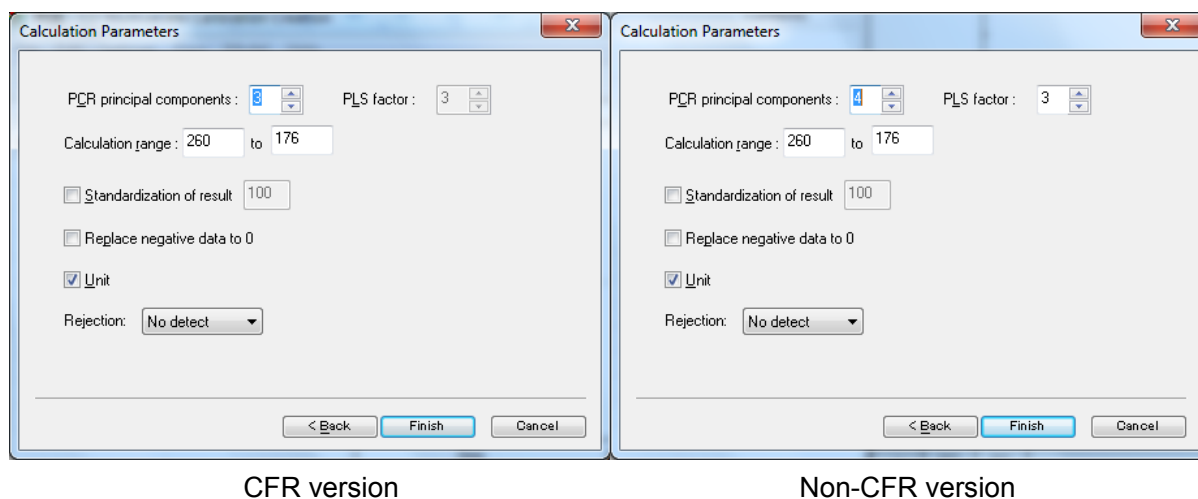 Calculation Parameters
PCR principal components : 3 PLS factor : 3
Calculation range : 260 to 176
Standardization of result 100
Replace negative data to 0
Unit
Rejection: No detect
< Back Finish Cancel
CFR version
Calculation Parameters
PCR principal components : 4 PLS factor : 3
Calculation range : 260 to 176
Standardization of result 100
Replace negative data to 0
Unit
Rejection: No detect
< Back Finish Cancel
Non-CFR version